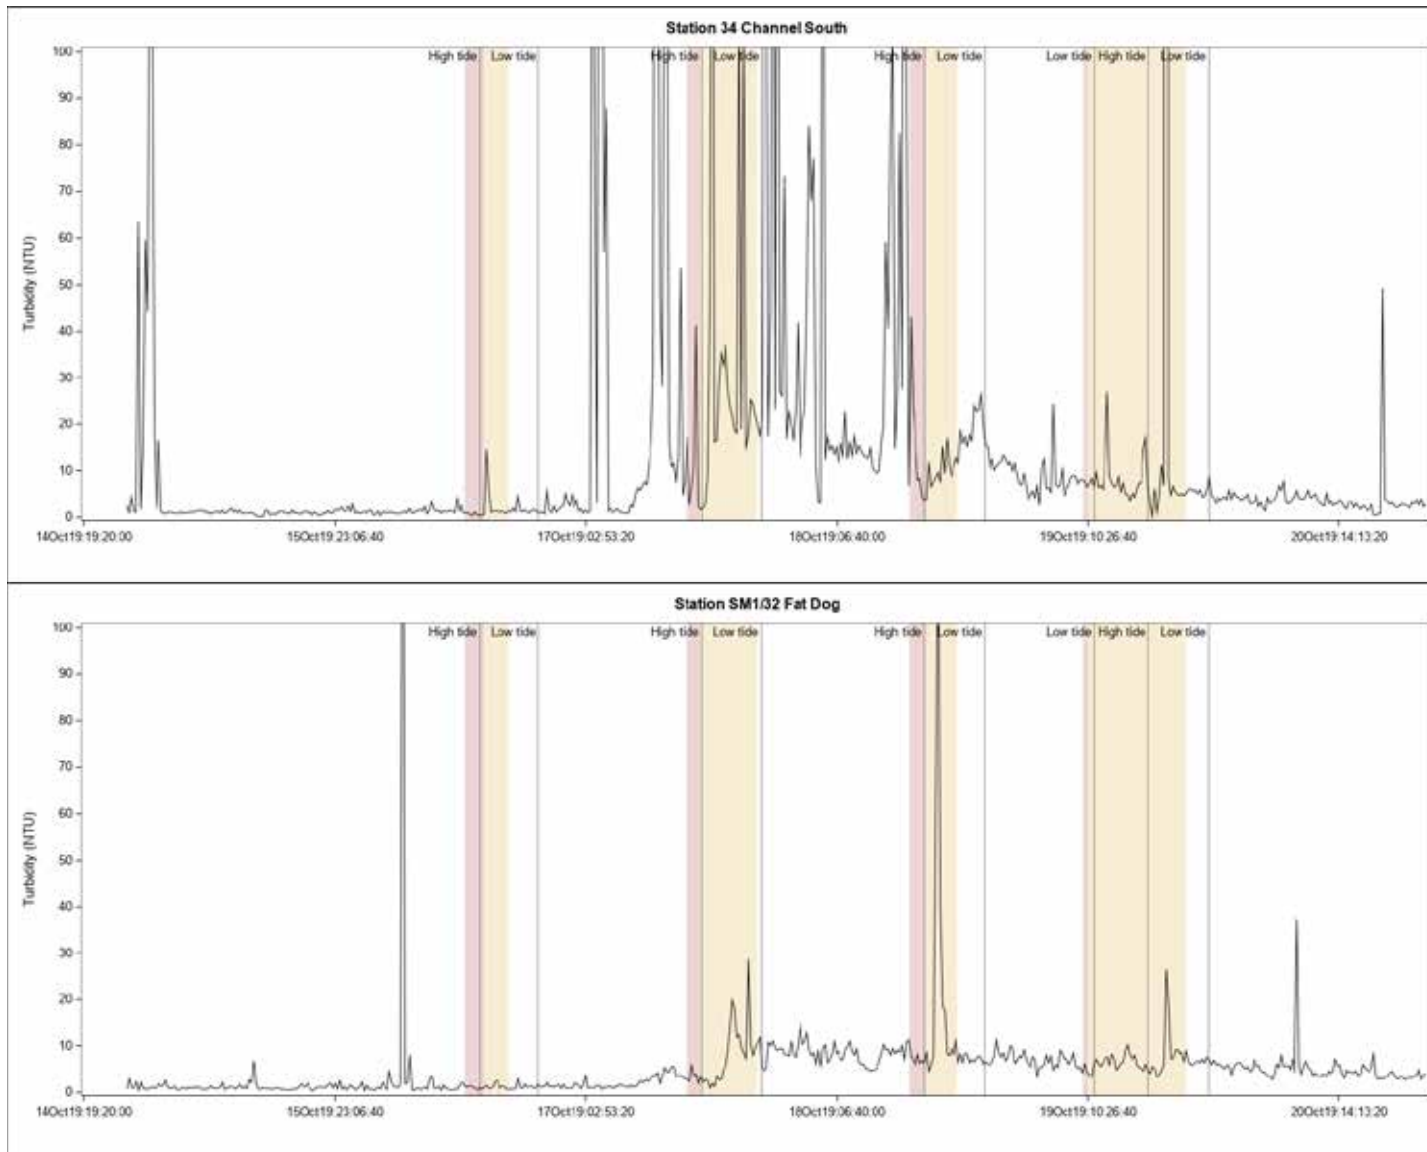 Station 34 Channel South
High tide Low tide High tide Low tide High tide Low tide Low tide High tide Low tide
100
90
80
70
60
50
40
30
20
10
0
Turbicity (NTU)
14Oct19:19:20:00 15Oct19:23:06:40 17Oct19:02:53:20 18Oct19:06:40:00 19Oct19:10:26:40 20Oct19:14:13:20
Station SM1/32 Fat Dog
High tide Low tide High tide Low tide High tide Low tide Low tide High tide Low tide
100
90
80
70
60
50
40
30
20
10
0
Turbicity (NTU)
14Oct19:19:20:00 15Oct19:23:06:40 17Oct19:02:53:20 18Oct19:06:40:00 19Oct19:10:26:40 20Oct19:14:13:20